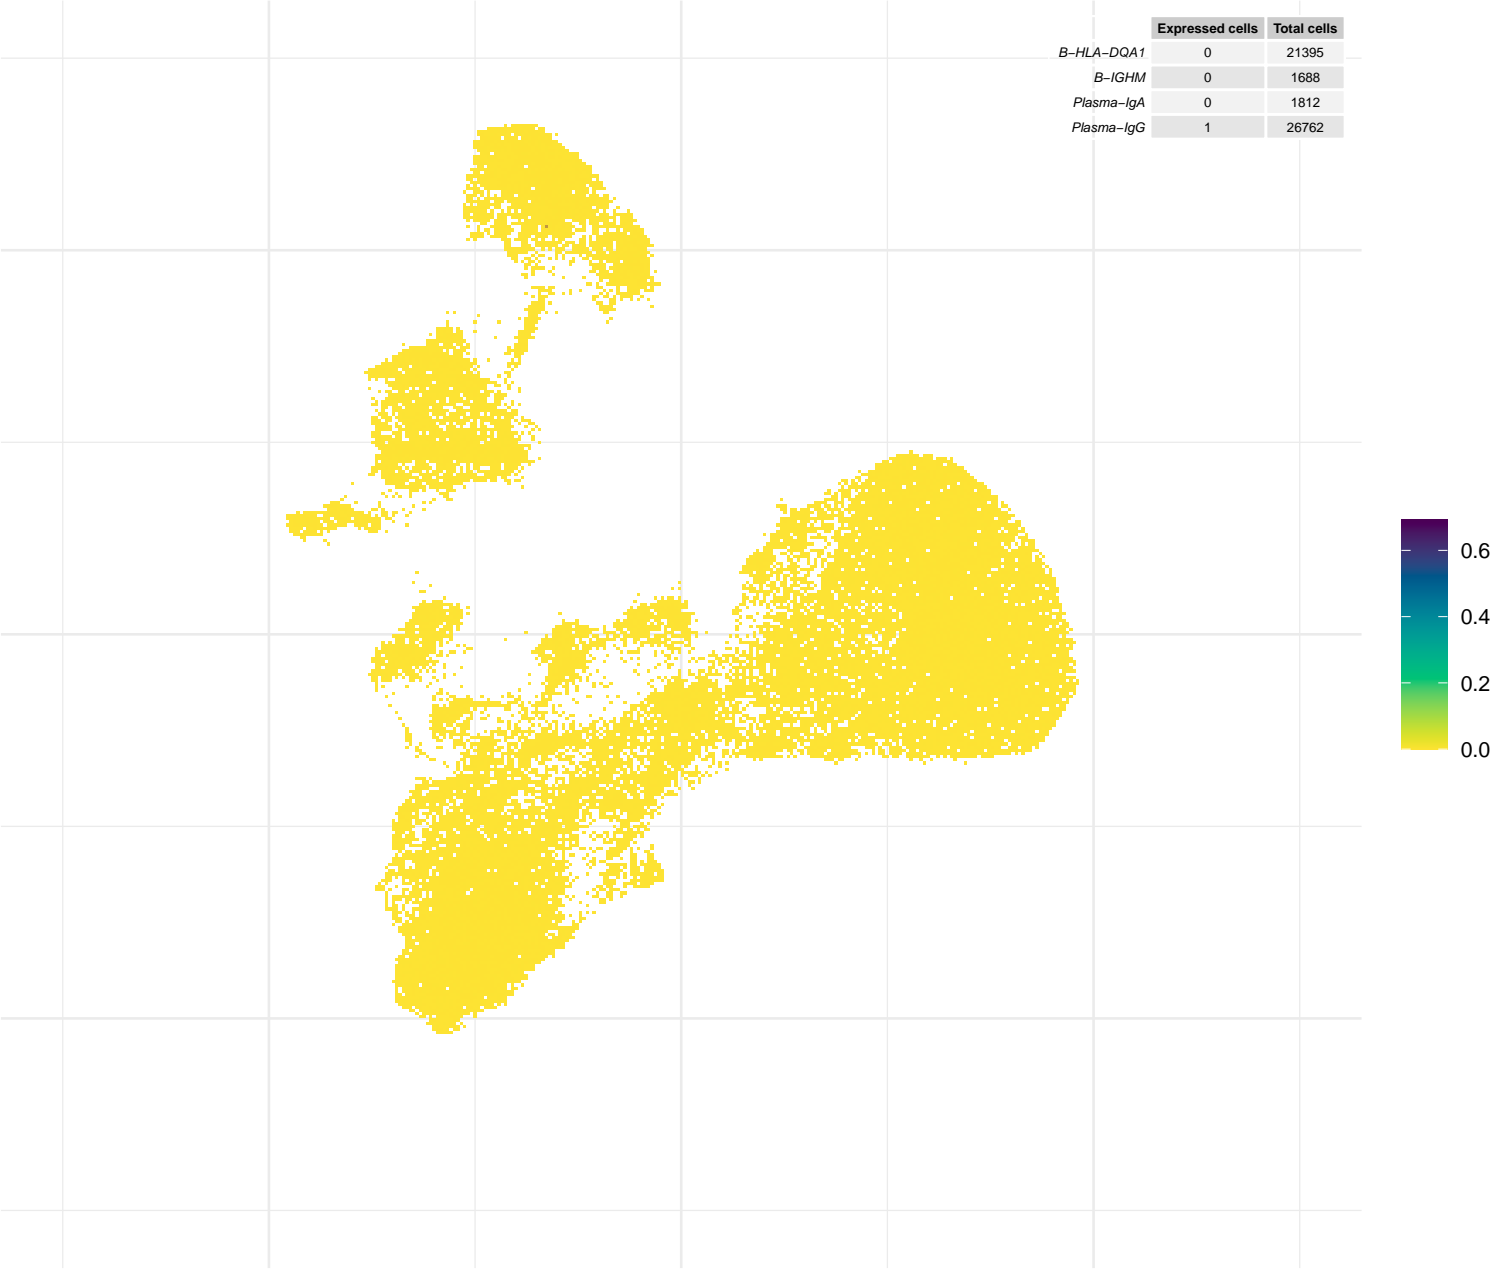 Expressed cells Total cells
B−HLA−DQA1 0 21395
B−IGHM 0 1688
Plasma−IgA 0 1812
Plasma−IgG 1 26762
0.6
0.4
0.2
0.0